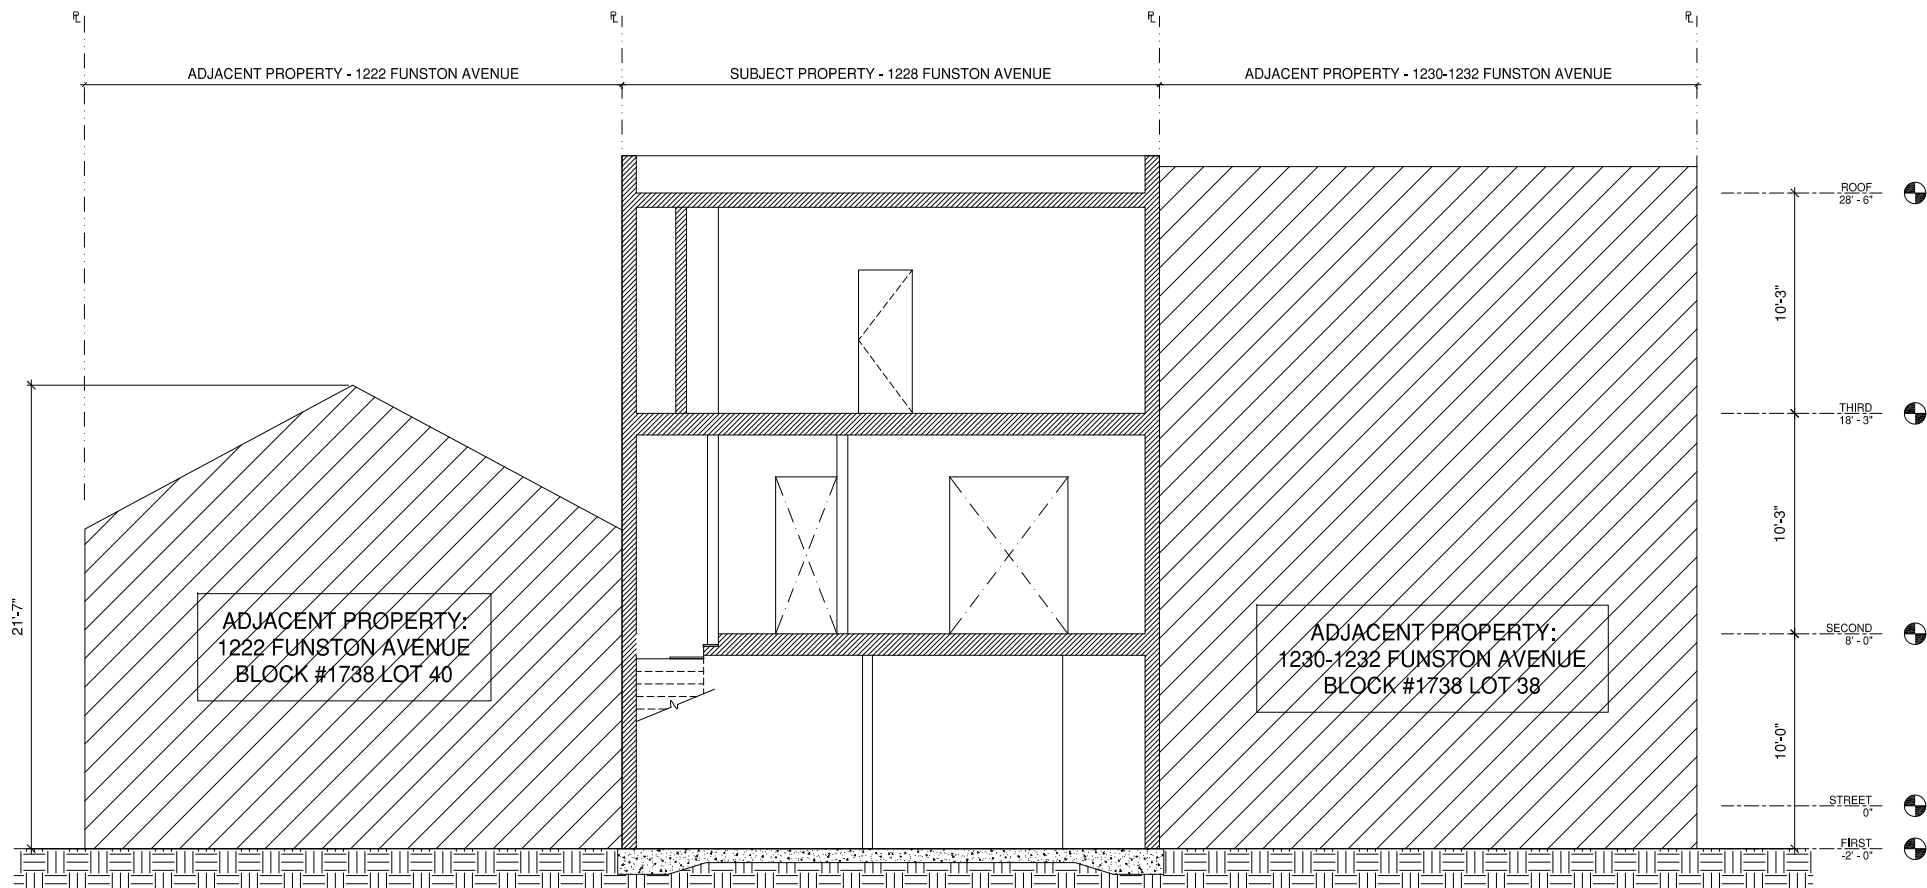 ℄ ℄ ℄ ℄
ADJACENT PROPERTY - 1222 FUNSTON AVENUE
SUBJECT PROPERTY - 1228 FUNSTON AVENUE
ADJACENT PROPERTY - 1230-1232 FUNSTON AVENUE
ROOF
28' - 6"
10'-3"
THIRD
18' - 3"
10'-3"
21'-7"
ADJACENT PROPERTY:
1222 FUNSTON AVENUE
BLOCK #1738 LOT 40
ADJACENT PROPERTY:
1230-1232 FUNSTON AVENUE
BLOCK #1738 LOT 38
SECOND
8' - 0"
10'-0"
STREET
0"
FIRST
-2' - 0"